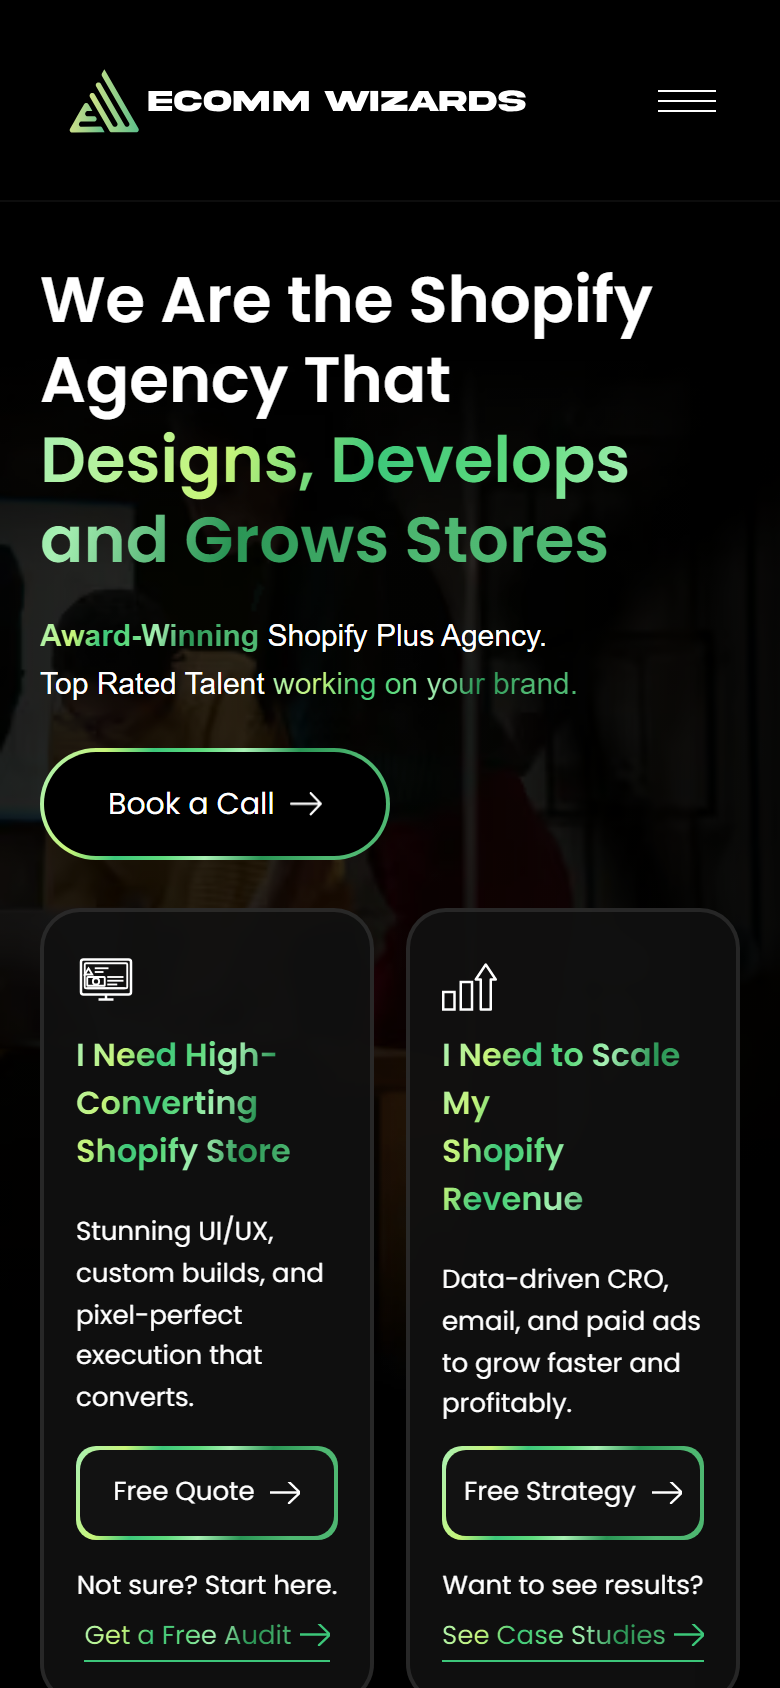 ECOMM WIZARDS
We Are the Shopify
Agency That
Designs, Develops
and Grows Stores
Award-Winning Shopify Plus Agency.
Top Rated Talent working on your brand.
Book a Call
I Need High-
Converting
Shopify Store
Stunning UI/UX,
custom builds, and
pixel-perfect
execution that
converts.
Free Quote
Not sure? Start here.
Get a Free Audit
I Need to Scale
My
Shopify
Revenue
Data-driven CRO,
email, and paid ads
to grow faster and
profitably.
Free Strategy
Want to see results?
See Case Studies